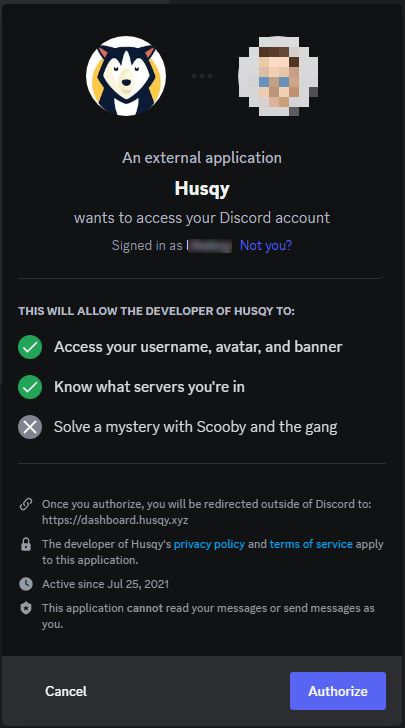 An external application
Husqy
wants to access your Discord account
Signed in as Not you?
THIS WILL ALLOW THE DEVELOPER OF HUSQY TO:
Access your username, avatar, and banner
Know what servers you're in
Solve a mystery with Scooby and the gang
Once you authorize, you will be redirected outside of Discord to:
https://dashboard.husqy.xyz
The developer of Husqy's privacy policy and terms of service apply
to this application.
Active since Jul 25, 2021
This application cannot read your messages or send messages as
you.
Cancel
Authorize